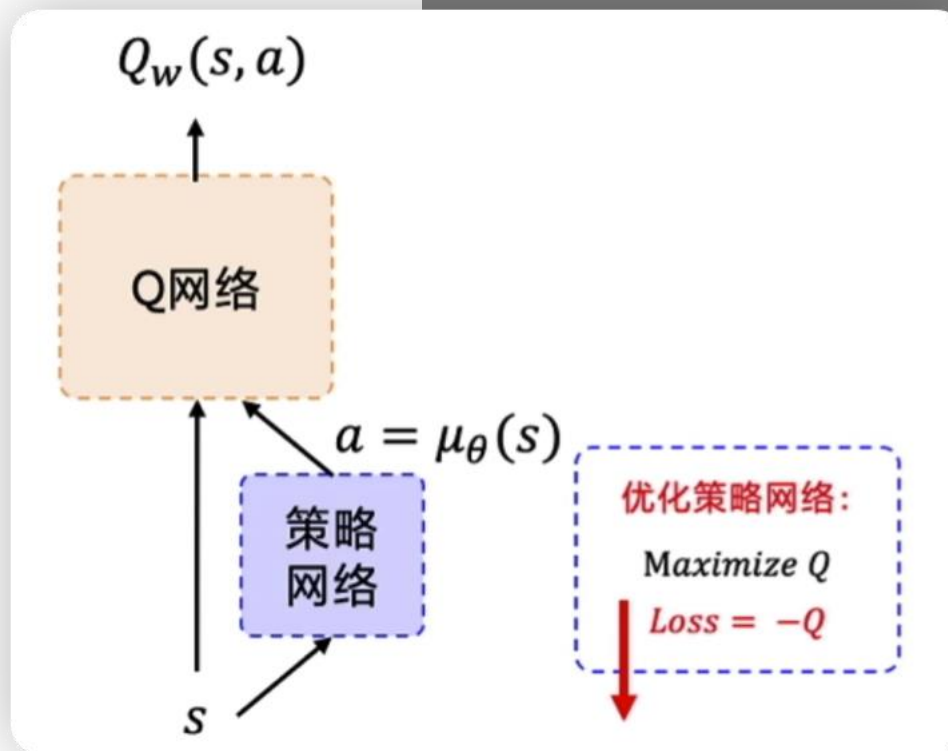 Q_w(s, a)
Q网络
a = μ_θ(s)
策略
网络
s
优化策略网络：
Maximize Q
Loss = −Q